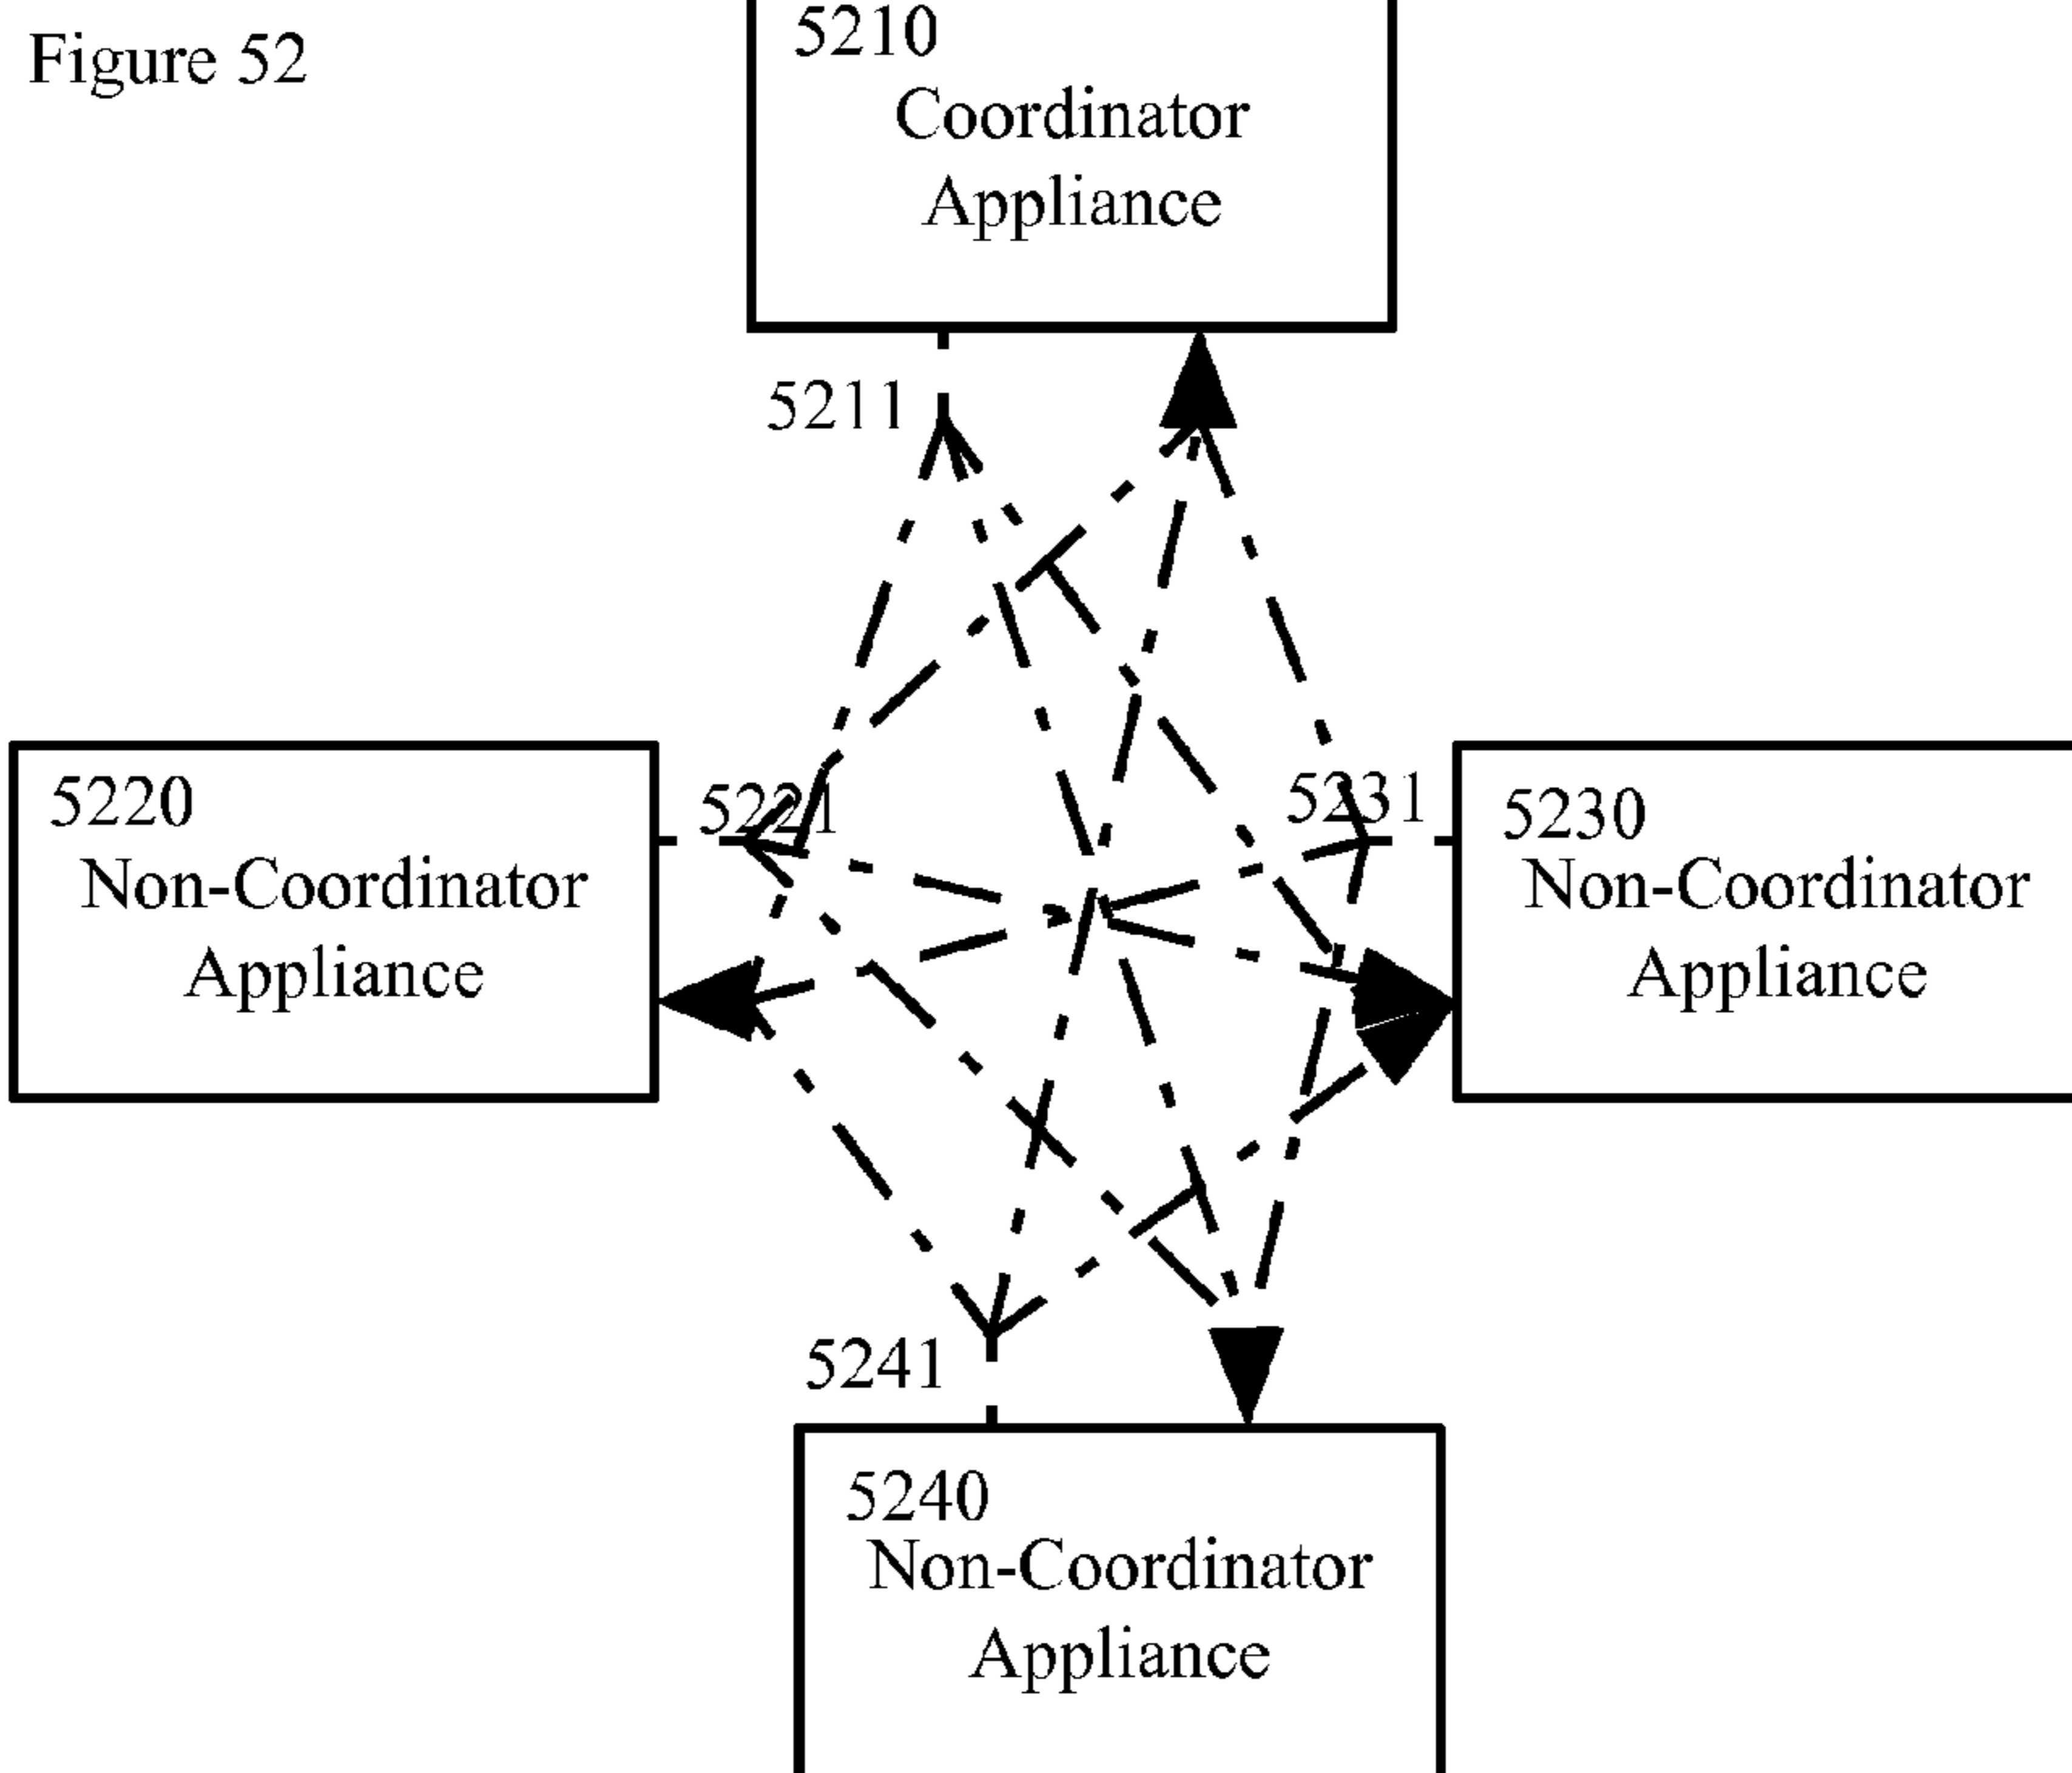 Figure 52
5210
Coordinator
Appliance
5211
5220
Non-Coordinator
Appliance
5221
5231
5230
Non-Coordinator
Appliance
5241
5240
Non-Coordinator
Appliance